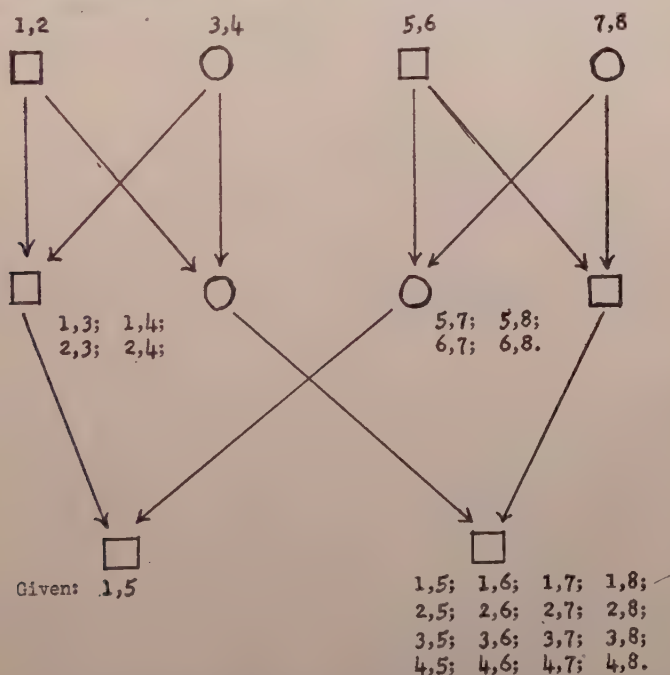 1,2 3,4 5,6 7,8
1,3; 1,4; 5,7; 5,8;
2,3; 2,4; 6,7; 6,8.
Given: 1,5
1,5; 1,6; 1,7; 1,8;
2,5; 2,6; 2,7; 2,8;
3,5; 3,6; 3,7; 3,8;
4,5; 4,6; 4,7; 4,8.